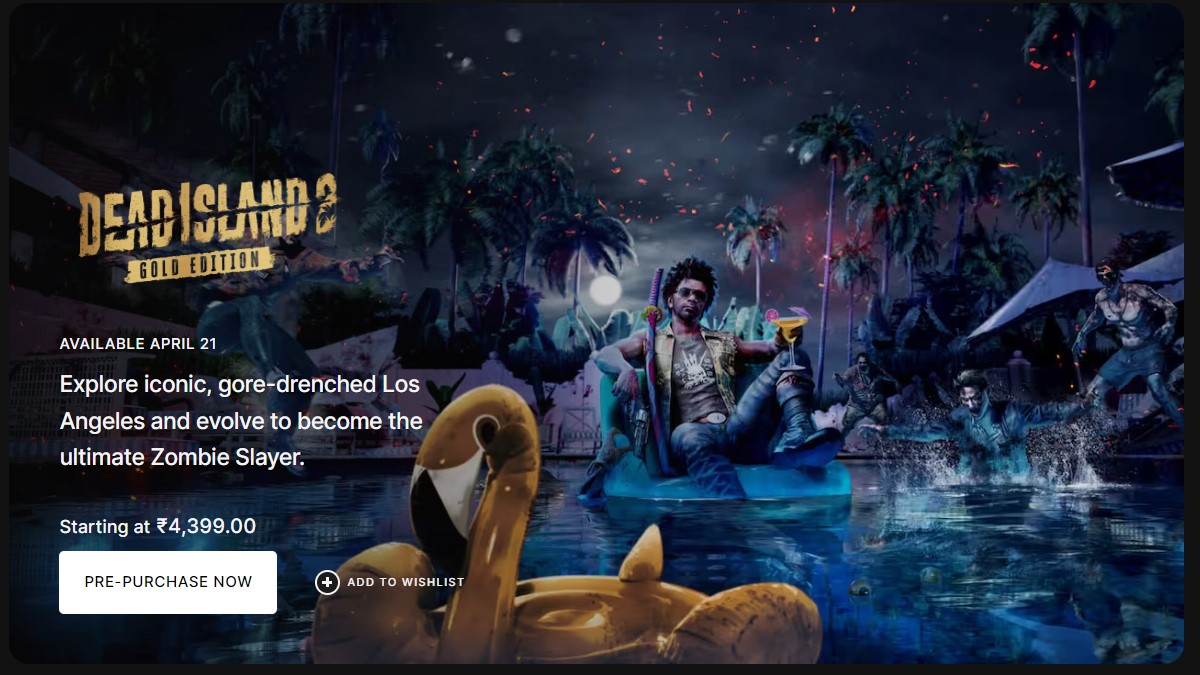 DEAD ISLAND 2
GOLD EDITION
AVAILABLE APRIL 21
Explore iconic, gore-drenched Los
Angeles and evolve to become the
ultimate Zombie Slayer.
Starting at ₹4,399.00
PRE-PURCHASE NOW
ADD TO WISHLIST